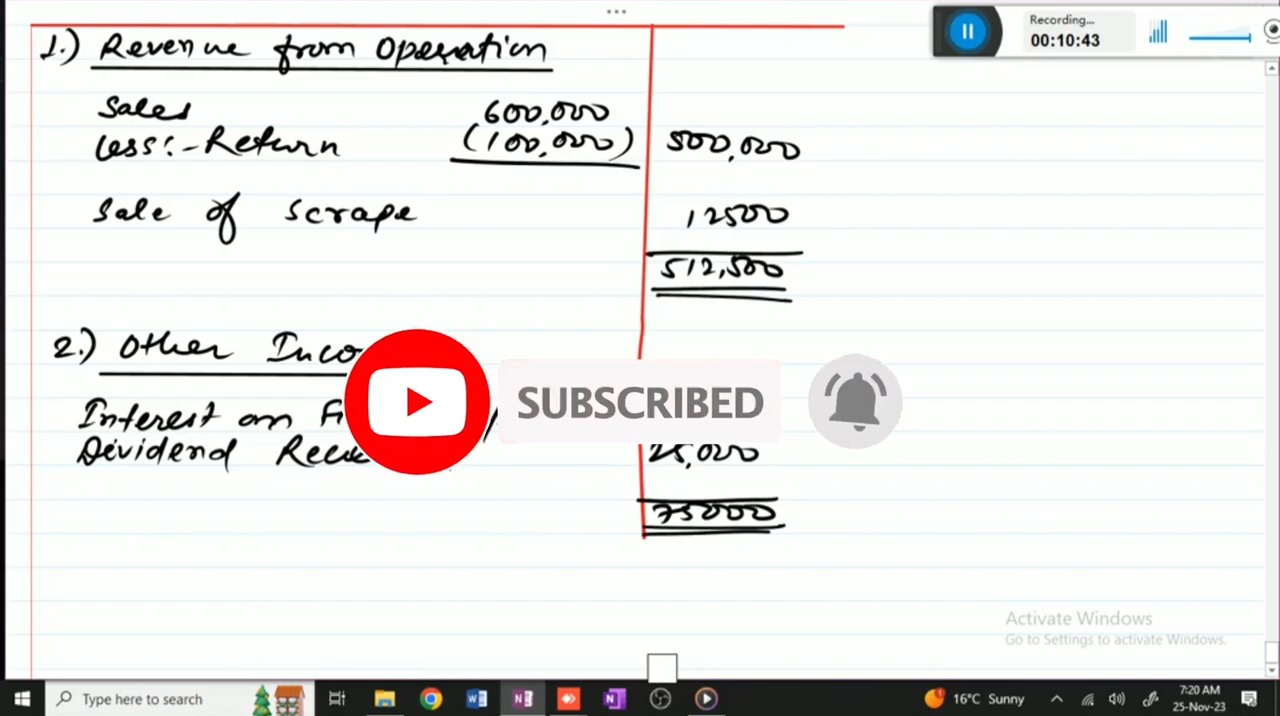 Recording...
00:10:43
1.) Revenue from Operation
Sales 600,000
Less:- Return (100,000) 500,000
Sale of scrape 12500
512,500
2.) Other
SUBSCRIBED
Interest on
Dividend 25,000
75000
Activate Windows
Go to Settings to activate Windows.
Type here to search
16°C Sunny
7:20 AM
25-Nov-23